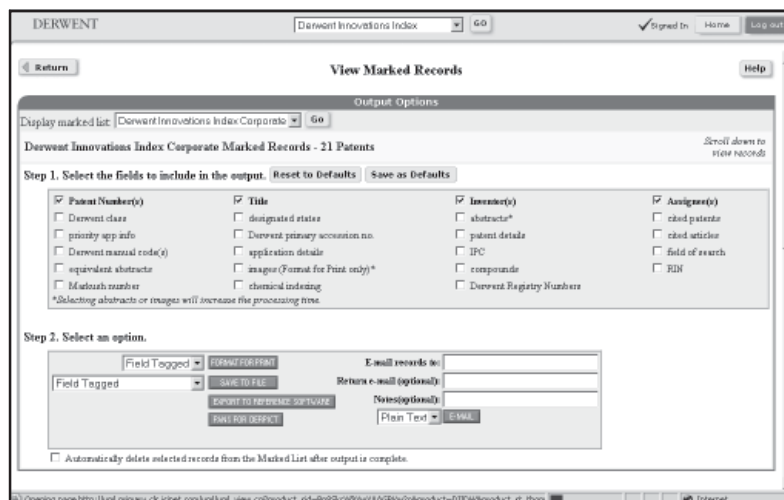 DERWENT Derwent Innovations Index GO Signed In Home Log out
Return View Marked Records Help
Output Options
Display marked list: Derwent Innovations Index Corporate Go
Derwent Innovations Index Corporate Marked Records - 21 Patents Scroll down to view records
Step 1. Select the fields to include in the output. Reset to Defaults Save as Defaults
Patent Number(s) Title Inventor(s) Assignee(s)
Derwent class designated states abstracts* cited patents
priority app info Derwent primary accession no. patent details cited articles
Derwent manual code(s) application details IPC field of search
equivalent abstracts images (Format for Print only)* compounds RIN
Markush number chemical indexing Derwent Registry Numbers
*Selecting abstracts or images will increase the processing time.
Step 2. Select an option.
Field Tagged FORMAT FOR PRINT E-mail records to:
Field Tagged SAVE TO FILE Return e-mail (optional):
EXPORT TO REFERENCE SOFTWARE Notes(optional):
PANS FOR DERPICT Plain Text E-MAIL
Automatically delete selected records from the Marked List after output is complete.
Opening page Internet